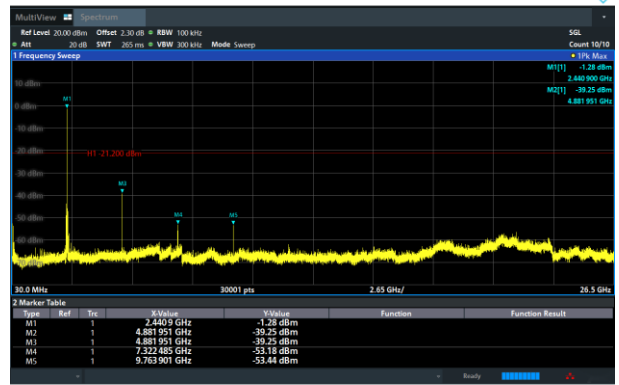 MultiView Spectrum
Ref Level 20.00 dBm Offset 2.30 dB RBW 100 kHz SGL
Att 20 dB SWT 265 ms VBW 300 kHz Mode Sweep Count 10/10
1 Frequency Sweep 1Pk Max
M1[1] -1.28 dBm
2.440 900 GHz
M2[1] -39.25 dBm
4.881 951 GHz
10 dBm
M1
0 dBm
-10 dBm
-20 dBm
H1 -21.200 dBm
-30 dBm
M3
-40 dBm
M4 M5
-50 dBm
-60 dBm
30.0 MHz 30001 pts 2.65 GHz/ 26.5 GHz
2 Marker Table
Type Ref Trc X-Value Y-Value Function Function Result
M1 1 2.440 9 GHz -1.28 dBm
M2 1 4.881 951 GHz -39.25 dBm
M3 1 4.881 951 GHz -39.25 dBm
M4 1 7.322 485 GHz -53.18 dBm
M5 1 9.763 901 GHz -53.44 dBm
Ready